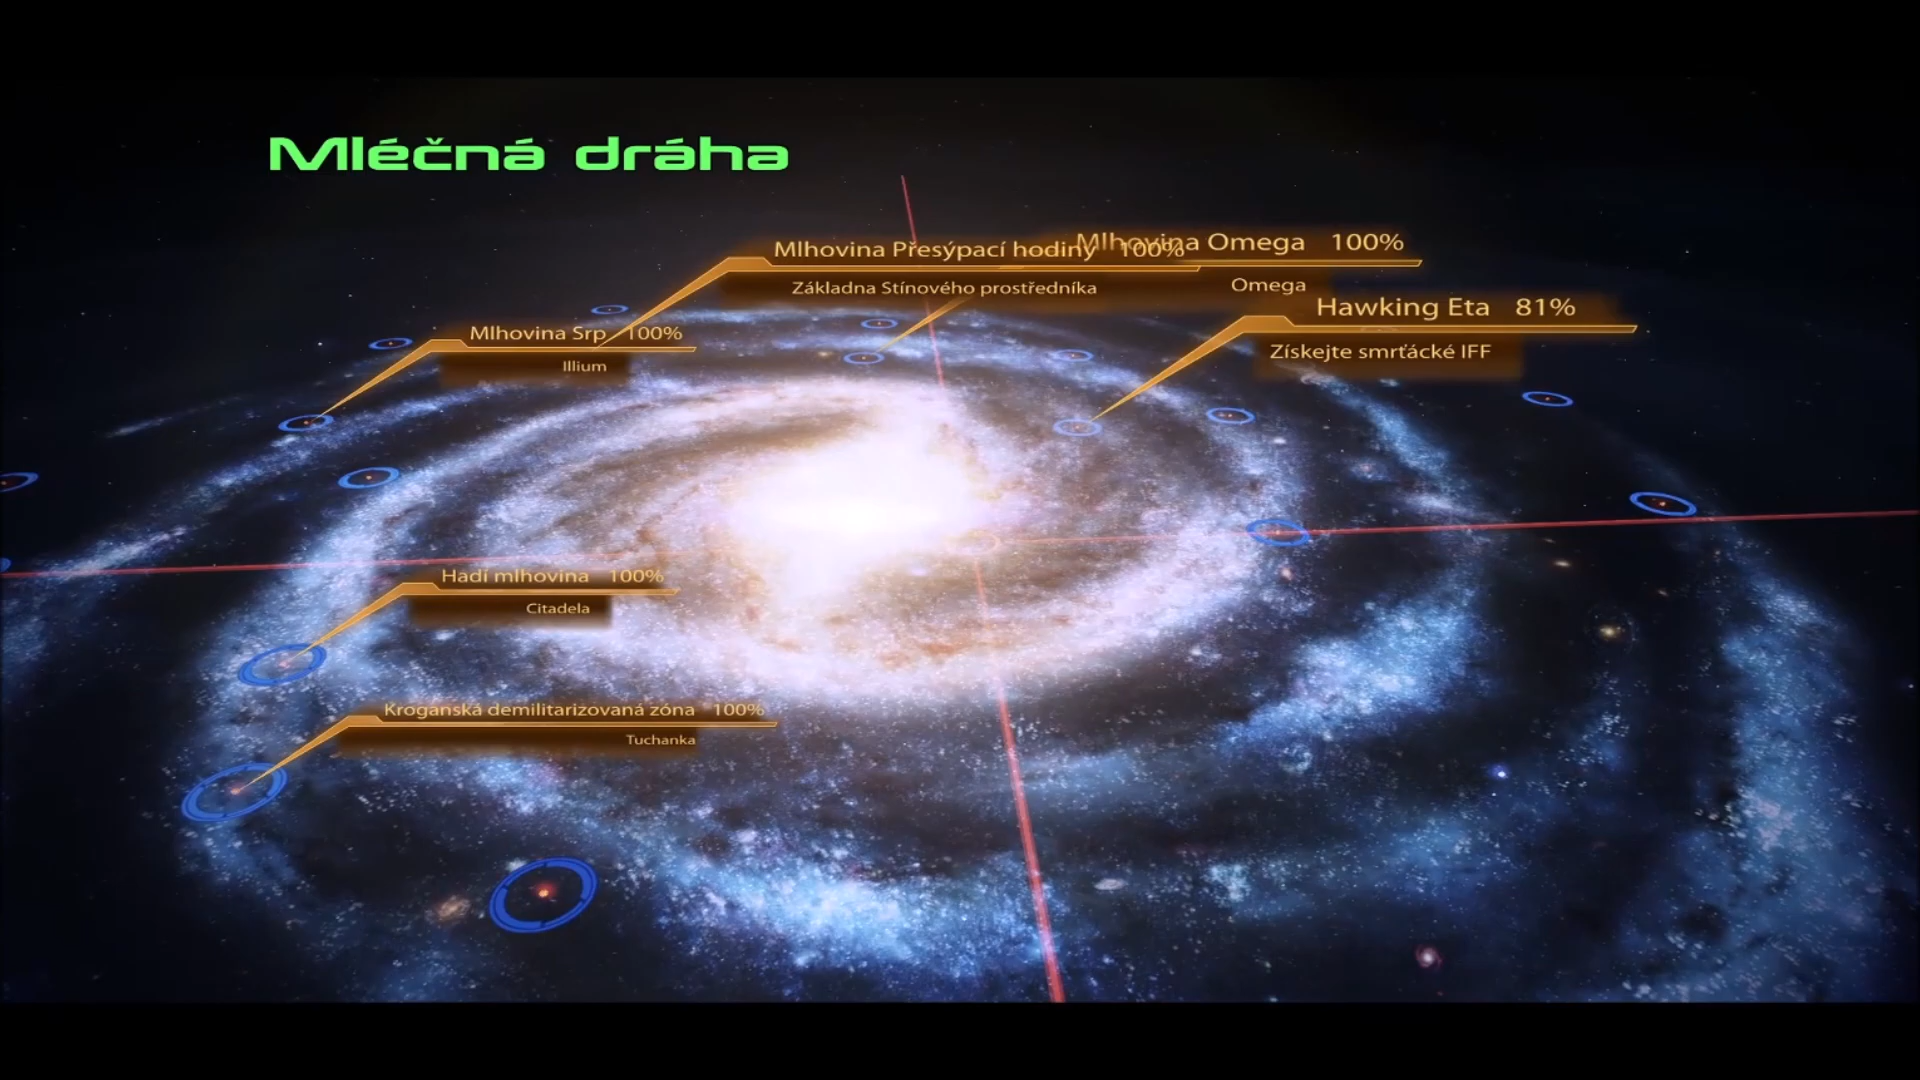 Mléčná dráha
Mlhovina Přesýpací hodiny 100%
Základna Stínového prostředníka
Mlhovina Omega 100%
Omega
Hawking Eta 81%
Získejte smrťácké IFF
Mlhovina Srp 100%
Illium
Hadí mlhovina 100%
Citadela
Kroganská demilitarizovaná zóna 100%
Tuchanka